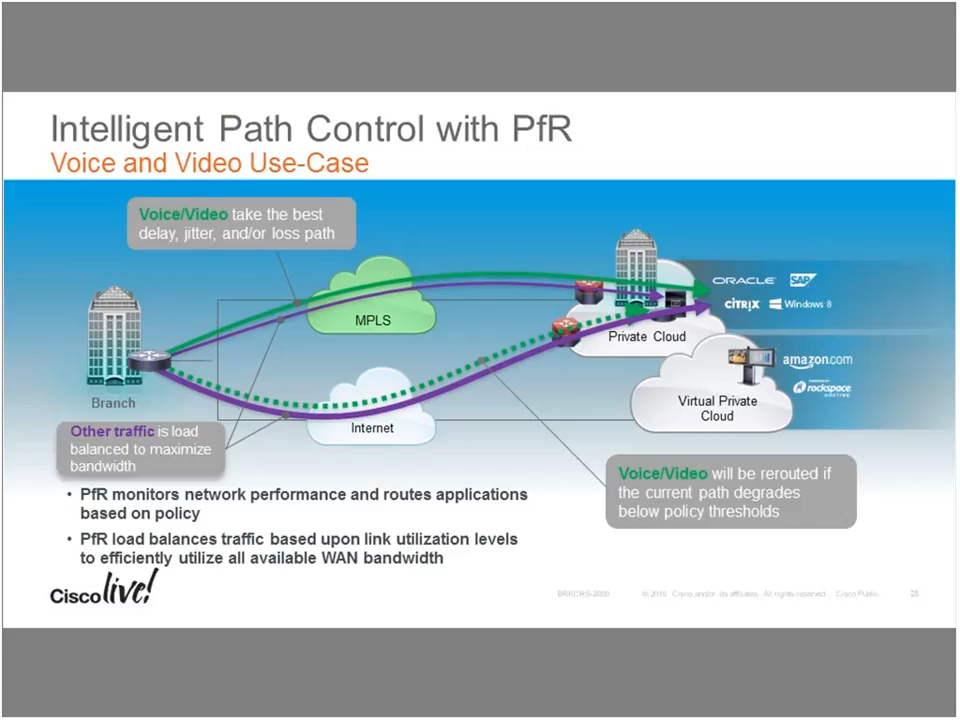 Intelligent Path Control with PfR
Voice and Video Use-Case
Voice/Video take the best
delay, jitter, and/or loss path
MPLS
ORACLE
SAP
CİTRIX
Windows 8
Private Cloud
amazon.com
POWERED BY
rackspace
HOSTING
Branch
Virtual Private
Cloud
Internet
Other traffic is load
balanced to maximize
bandwidth
Voice/Video will be rerouted if
the current path degrades
below policy thresholds
• PfR monitors network performance and routes applications
based on policy
• PfR load balances traffic based upon link utilization levels
to efficiently utilize all available WAN bandwidth
Cisco live!
BRKCRS-2000 © 2016 Cisco and/or its affiliates. All rights reserved. Cisco Public 25